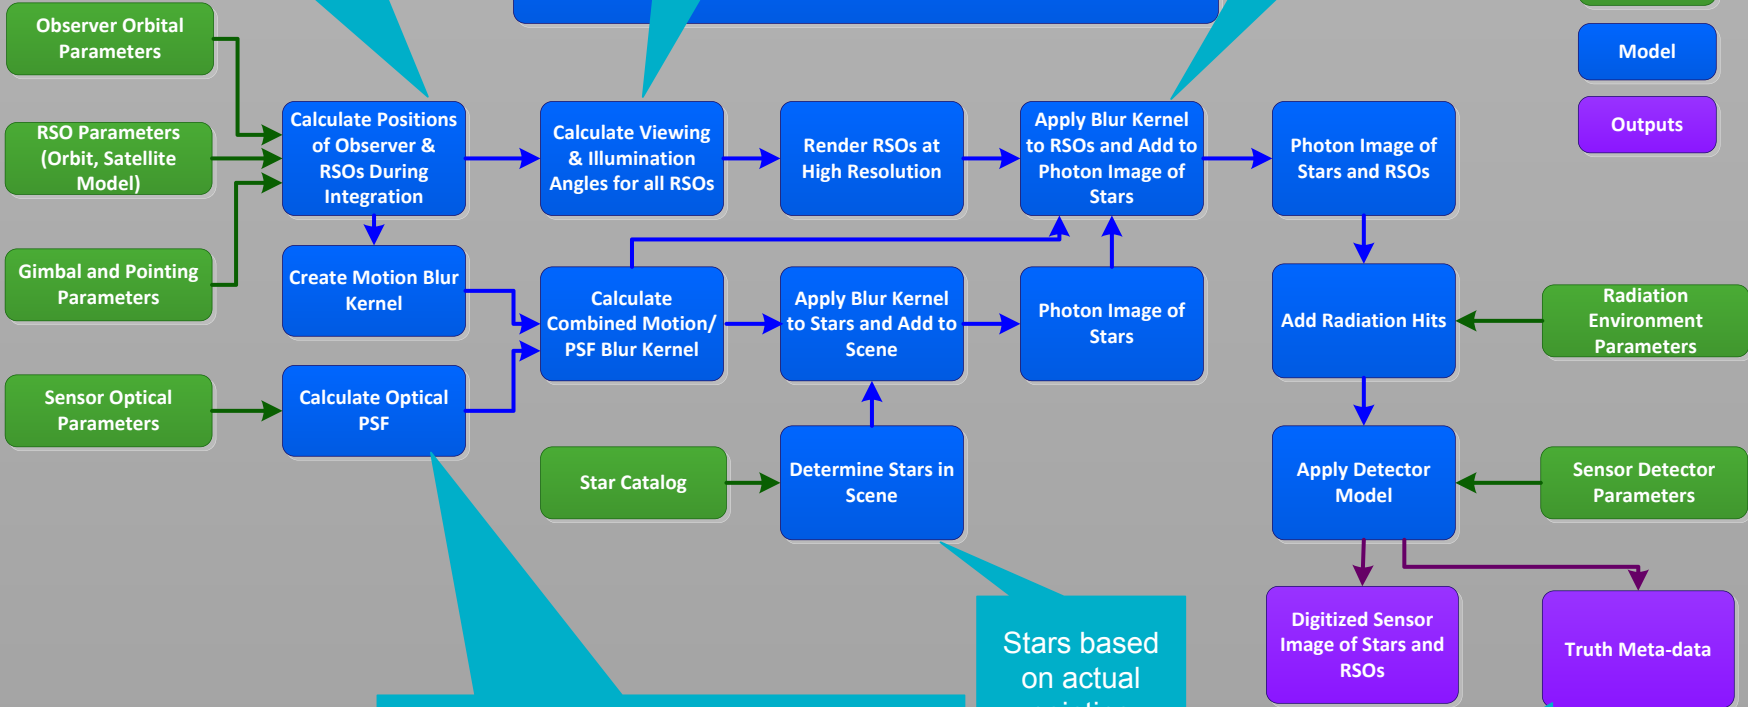 Observer Orbital
Parameters
Model
Outputs
RSO Parameters
(Orbit, Satellite
Model)
Calculate Positions
of Observer &
RSOs During
Integration
Calculate Viewing
& Illumination
Angles for all RSOs
Render RSOs at
High Resolution
Apply Blur Kernel
to RSOs and Add to
Photon Image of
Stars
Photon Image of
Stars and RSOs
Gimbal and Pointing
Parameters
Create Motion Blur
Kernel
Calculate
Combined Motion/
PSF Blur Kernel
Apply Blur Kernel
to Stars and Add to
Scene
Photon Image of
Stars
Add Radiation Hits
Radiation
Environment
Parameters
Sensor Optical
Parameters
Calculate Optical
PSF
Star Catalog
Determine Stars in
Scene
Apply Detector
Model
Sensor Detector
Parameters
Stars based
on actual
Digitized Sensor
Image of Stars and
RSOs
Truth Meta-data